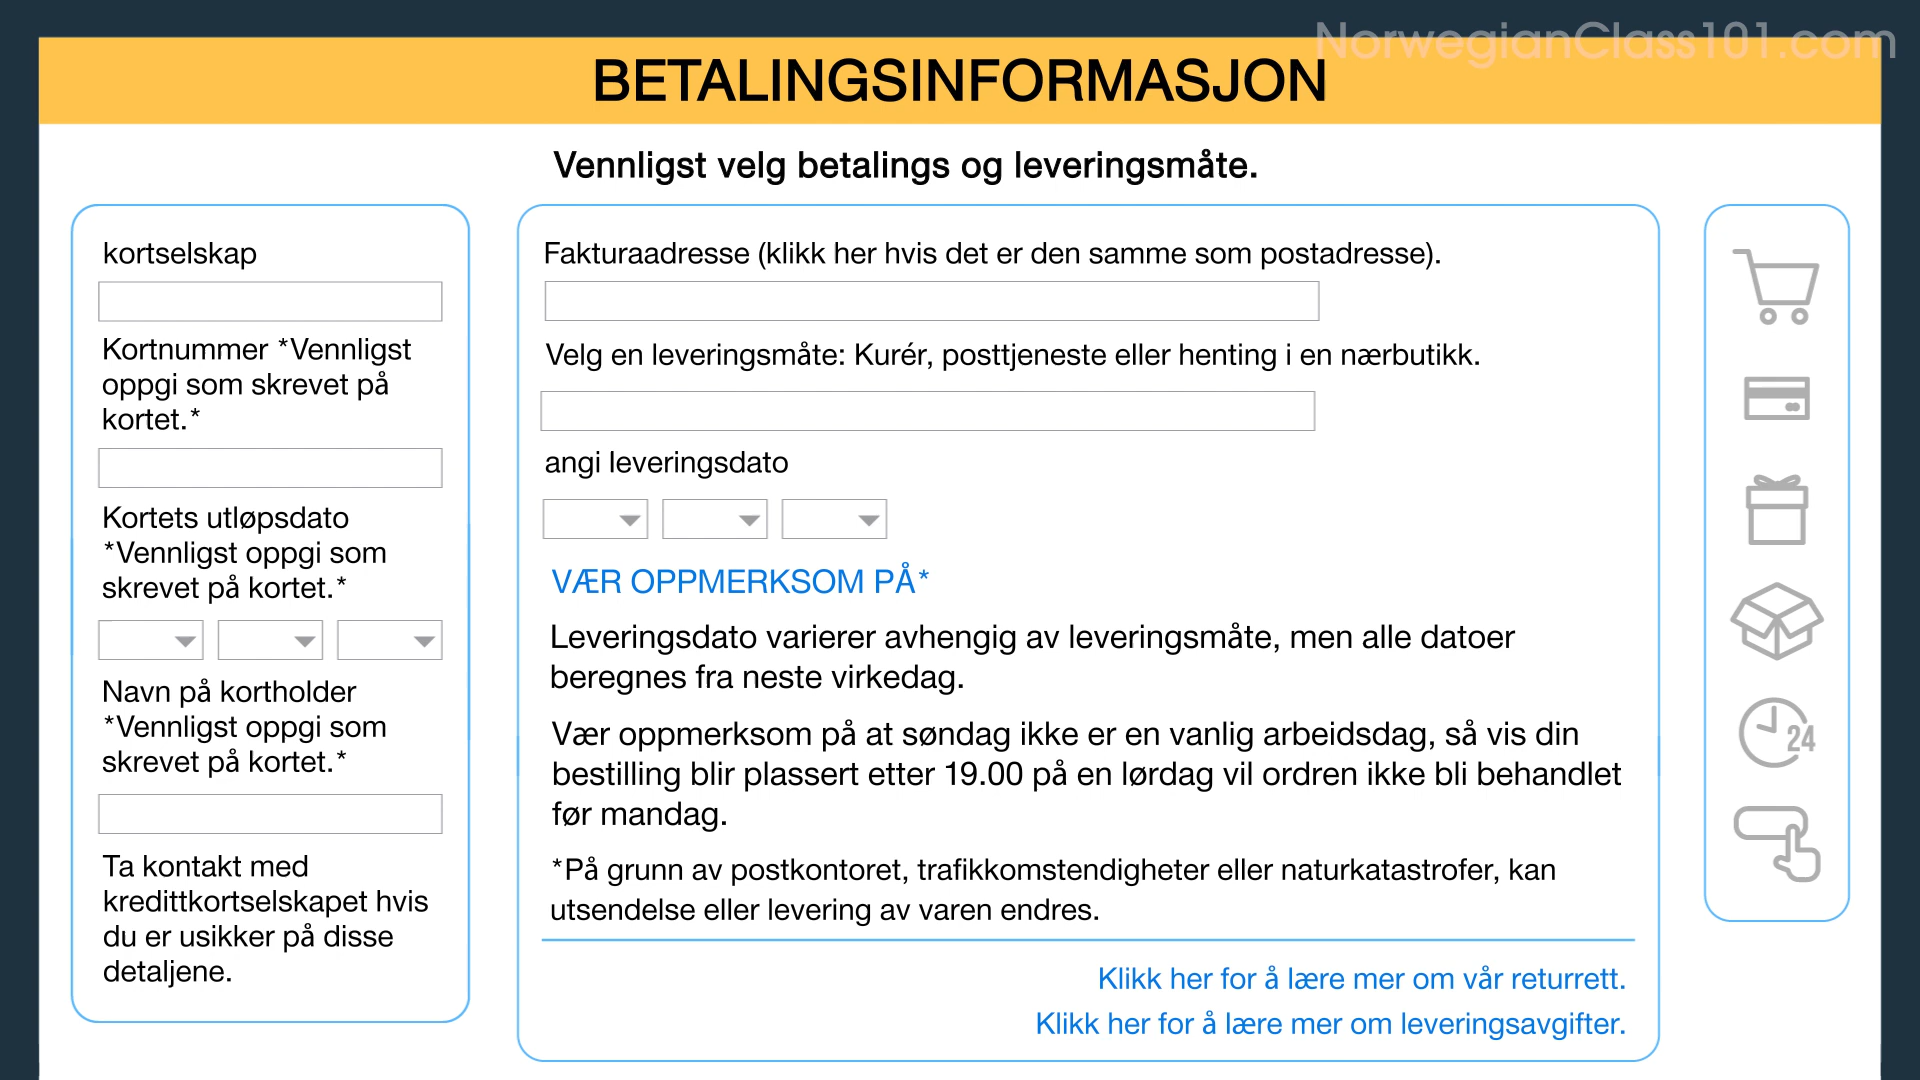 NorwegianClass101.com
BETALINGSINFORMASJON
Vennligst velg betalings og leveringsmåte.
kortselskap
Kortnummer *Vennligst
oppgi som skrevet på
kortet.*
Kortets utløpsdato
*Vennligst oppgi som
skrevet på kortet.*
Navn på kortholder
*Vennligst oppgi som
skrevet på kortet.*
Ta kontakt med
kredittkortselskapet hvis
du er usikker på disse
detaljene.
Fakturaadresse (klikk her hvis det er den samme som postadresse).
Velg en leveringsmåte: Kurér, posttjeneste eller henting i en nærbutikk.
angi leveringsdato
VÆR OPPMERKSOM PÅ*
Leveringsdato varierer avhengig av leveringsmåte, men alle datoer
beregnes fra neste virkedag.
Vær oppmerksom på at søndag ikke er en vanlig arbeidsdag, så vis din
bestilling blir plassert etter 19.00 på en lørdag vil ordren ikke bli behandlet
før mandag.
*På grunn av postkontoret, trafikkomstendigheter eller naturkatastrofer, kan
utsendelse eller levering av varen endres.
Klikk her for å lære mer om vår returrett.
Klikk her for å lære mer om leveringsavgifter.
24